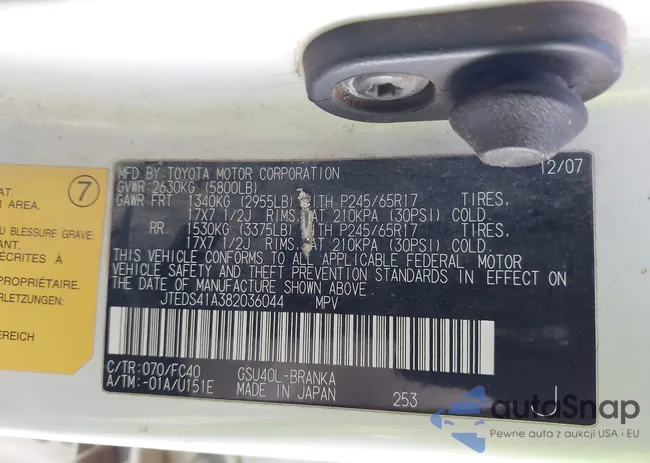 7
AT.
R AREA.
U BLESSURE GRAVE.
ANT.
ÉCRITES À
PROPRIÉTAIRE.
EDS
MFD BY: TOYOTA MOTOR CORPORATION 12/07
GVWR: 2630KG (5800LB)
GAWR: FRT 1340KG (2955LB) ITH P245/65R17 TIRES,
17X7 1/2J RIMS, AT 210KPA (30PSI) COLD.
RR 1530KG (3375LB) ITH P245/65R17 TIRES,
17X7 1/2J RIMS, AT 210KPA (30PSI) COLD.
THIS VEHICLE CONFORMS TO ALL APPLICABLE FEDERAL MOTOR
VEHICLE SAFETY AND THEFT PREVENTION STANDARDS IN EFFECT ON
THE DATE OF MANUFACTURE SHOWN ABOVE.
JTEDS41A382036044 MPV
C/TR: 070/FC40 GSU40L-BRANKA
A/TM: -01A/U151E MADE IN JAPAN 253 J
autoSnap
Pewne auta z aukcji USA i EU